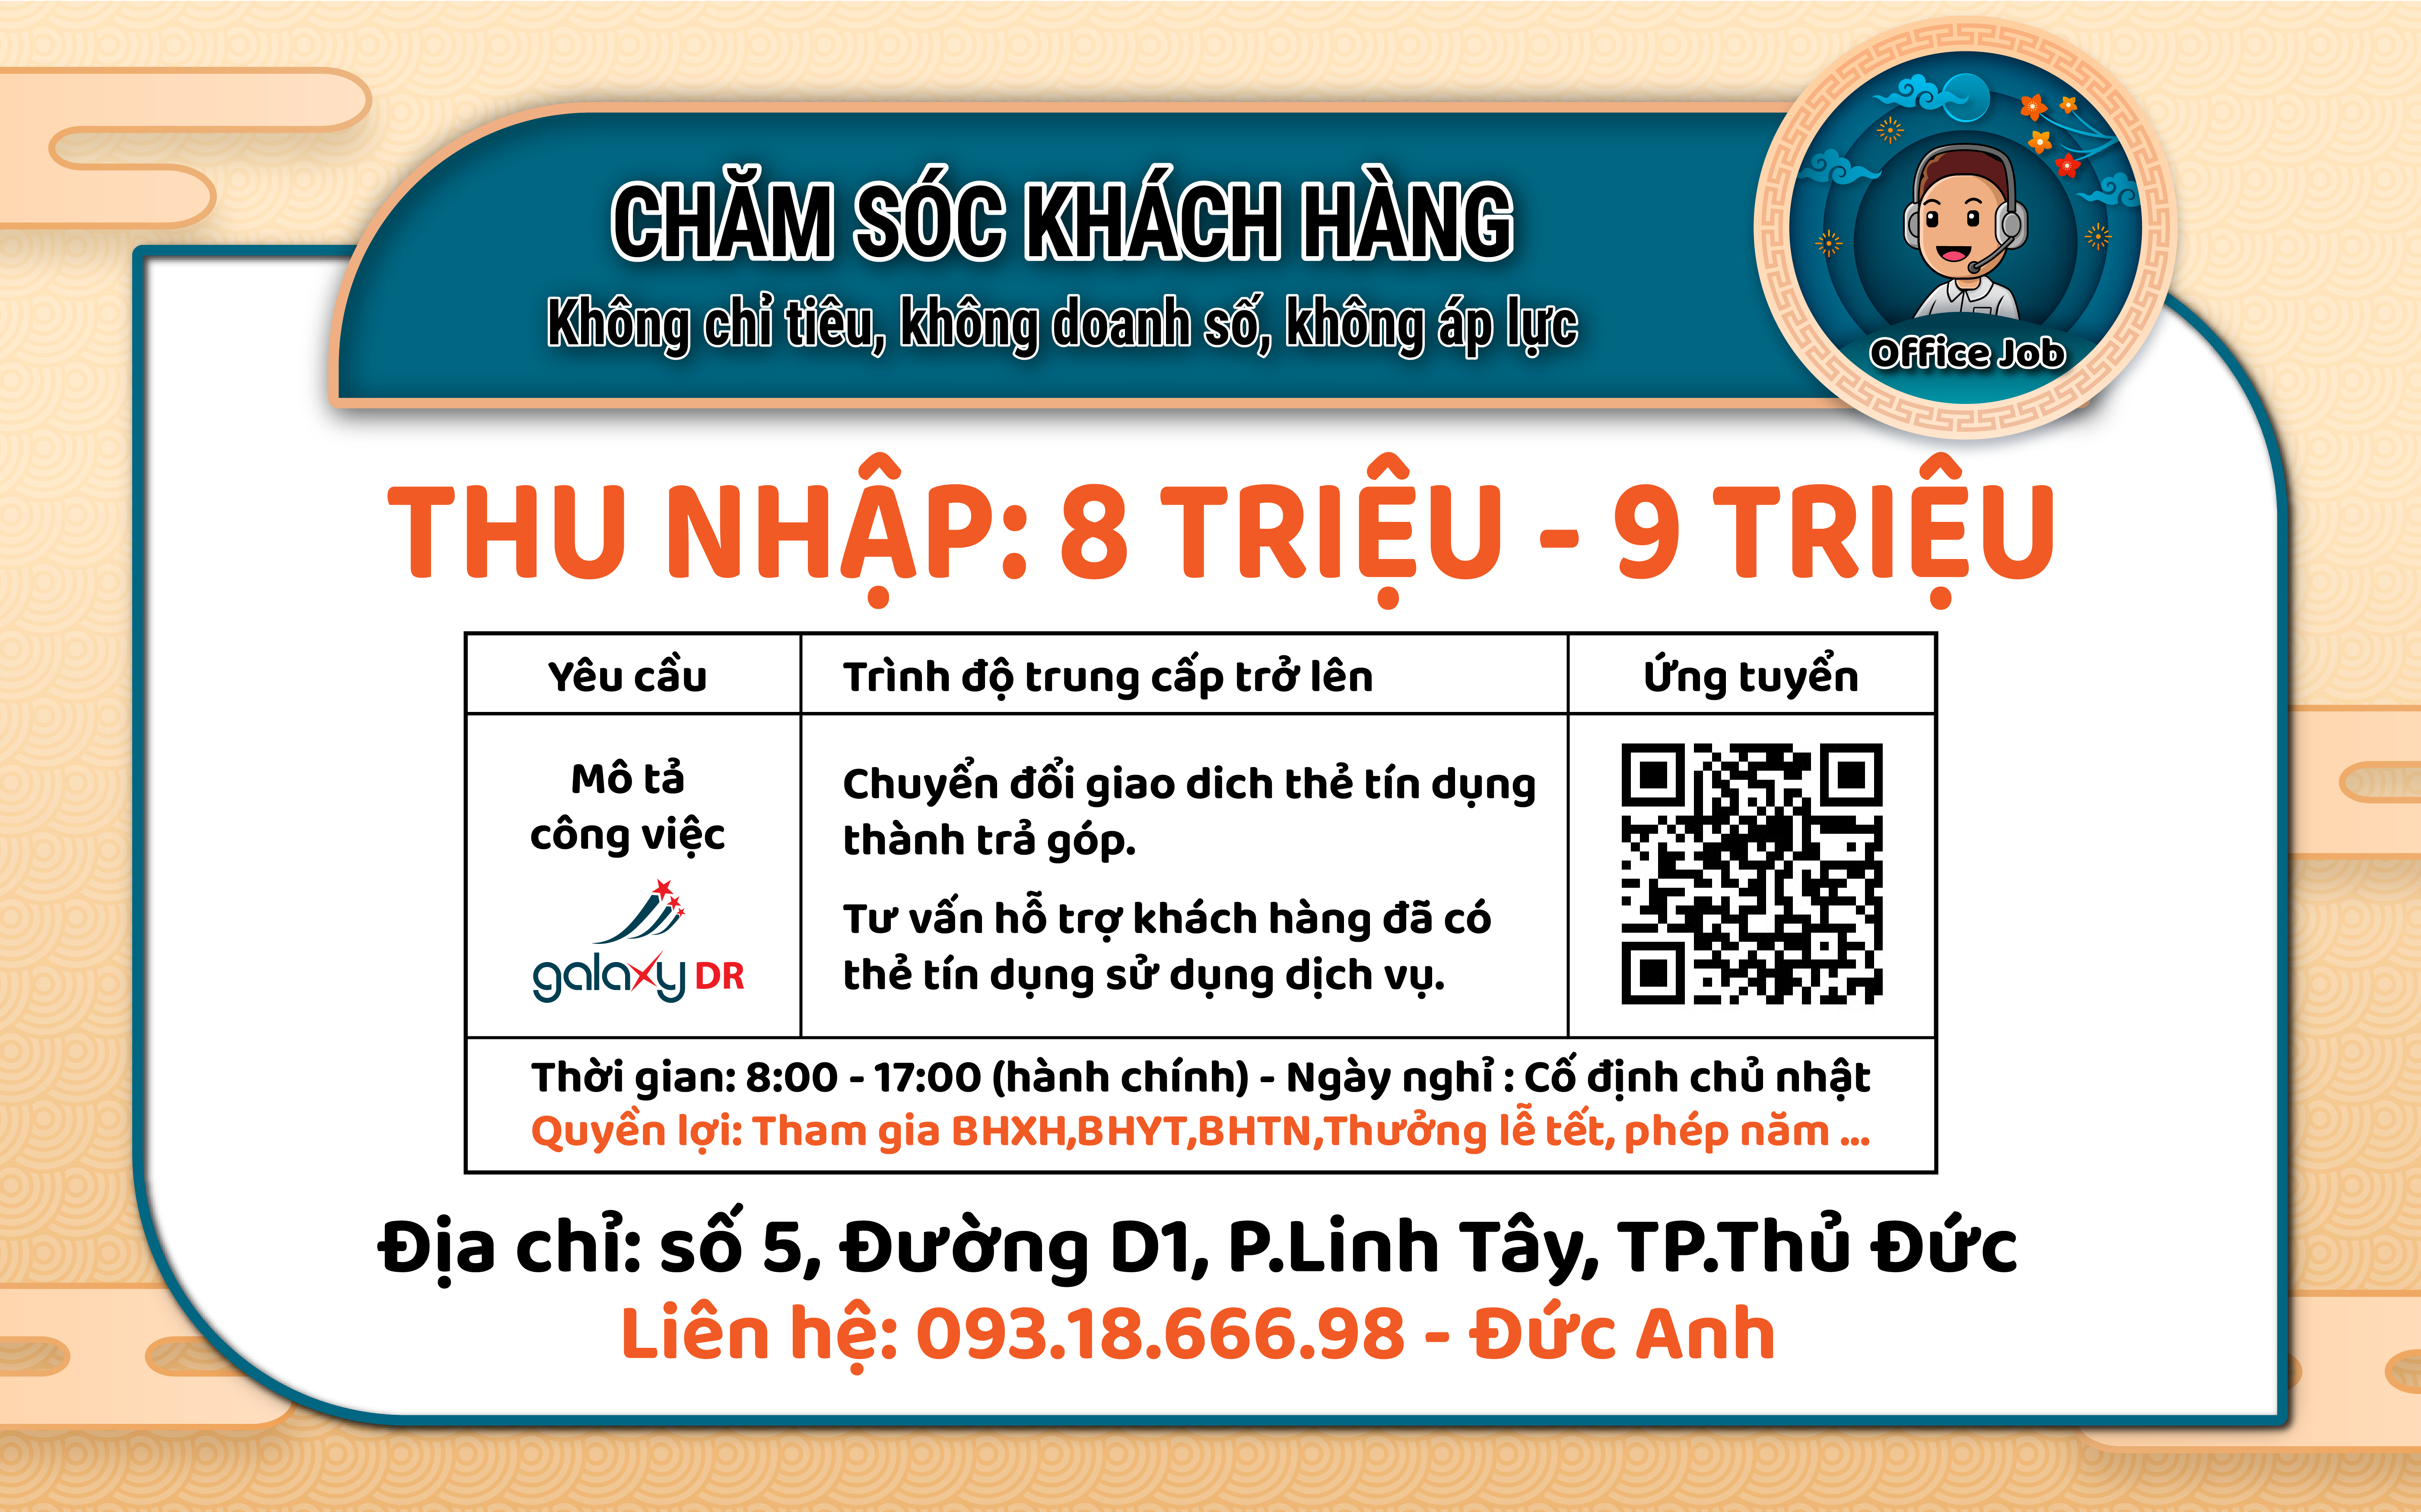 CHĂM SÓC KHÁCH HÀNG
Không chỉ tiêu, không doanh số, không áp lực
Office Job
THU NHẬP: 8 TRIỆU - 9 TRIỆU
Yêu cầu
Trình độ trung cấp trở lên
Ứng tuyển
Mô tả
công việc
galaxy DR
Chuyển đổi giao dich thẻ tín dụng
thành trả góp.
Tư vấn hỗ trợ khách hàng đã có
thẻ tín dụng sử dụng dịch vụ.
Thời gian: 8:00 - 17:00 (hành chính) - Ngày nghỉ : Cố định chủ nhật
Quyền lợi: Tham gia BHXH,BHYT,BHTN,Thưởng lễ tết, phép năm ...
Địa chỉ: số 5, Đường D1, P.Linh Tây, TP.Thủ Đức
Liên hệ: 093.18.666.98 - Đức Anh